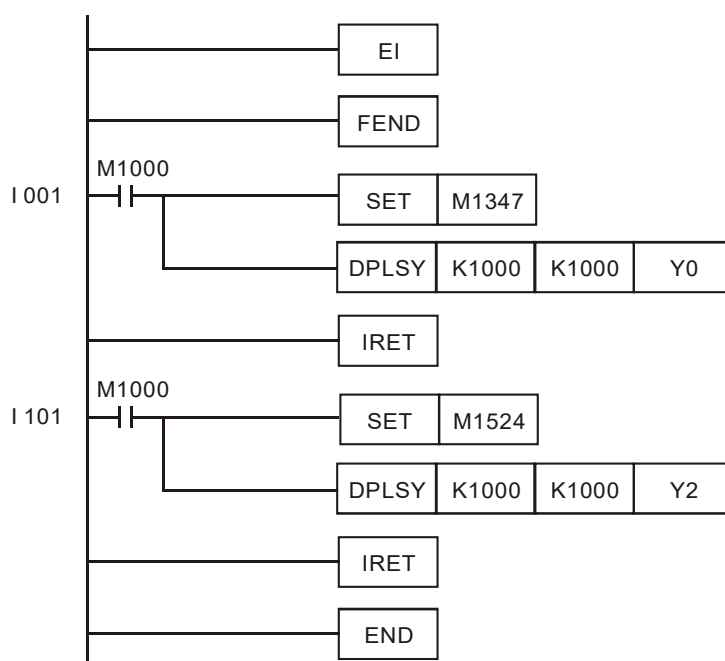 EI
FEND
M1000
I 001
SET M1347
DPLSY K1000 K1000 Y0
IRET
M1000
I 101
SET M1524
DPLSY K1000 K1000 Y2
IRET
END